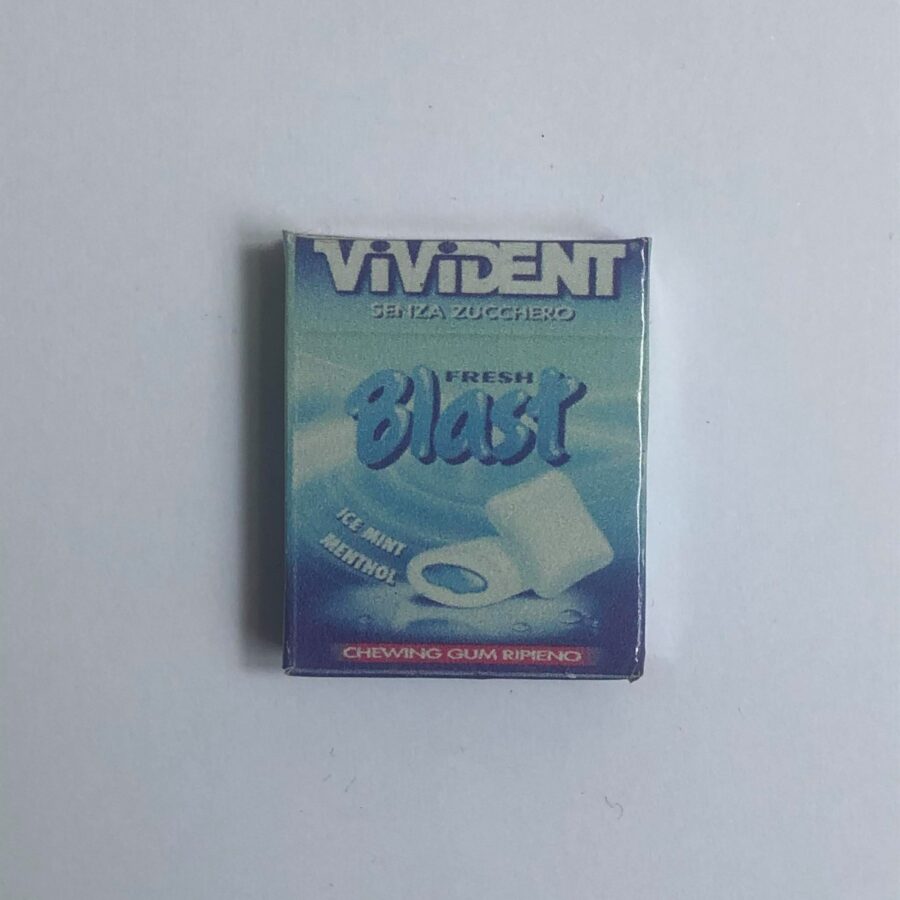 ViViDENT
SENZA ZUCCHERO
FRESH
Blast
ICE MINT
MENTHOL
CHEWING GUM RIPIENO